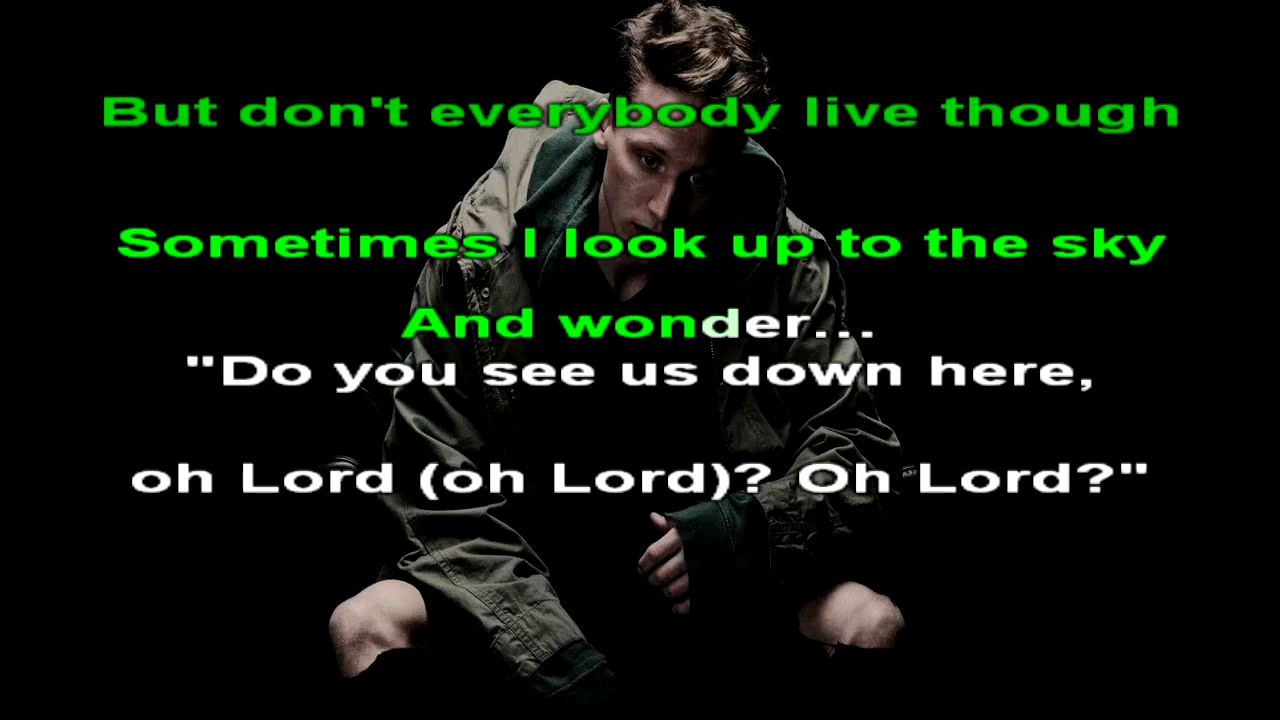 But don't everybody live though
Sometimes I look up to the sky
And wonder...
"Do you see us down here,
oh Lord (oh Lord)? Oh Lord?"